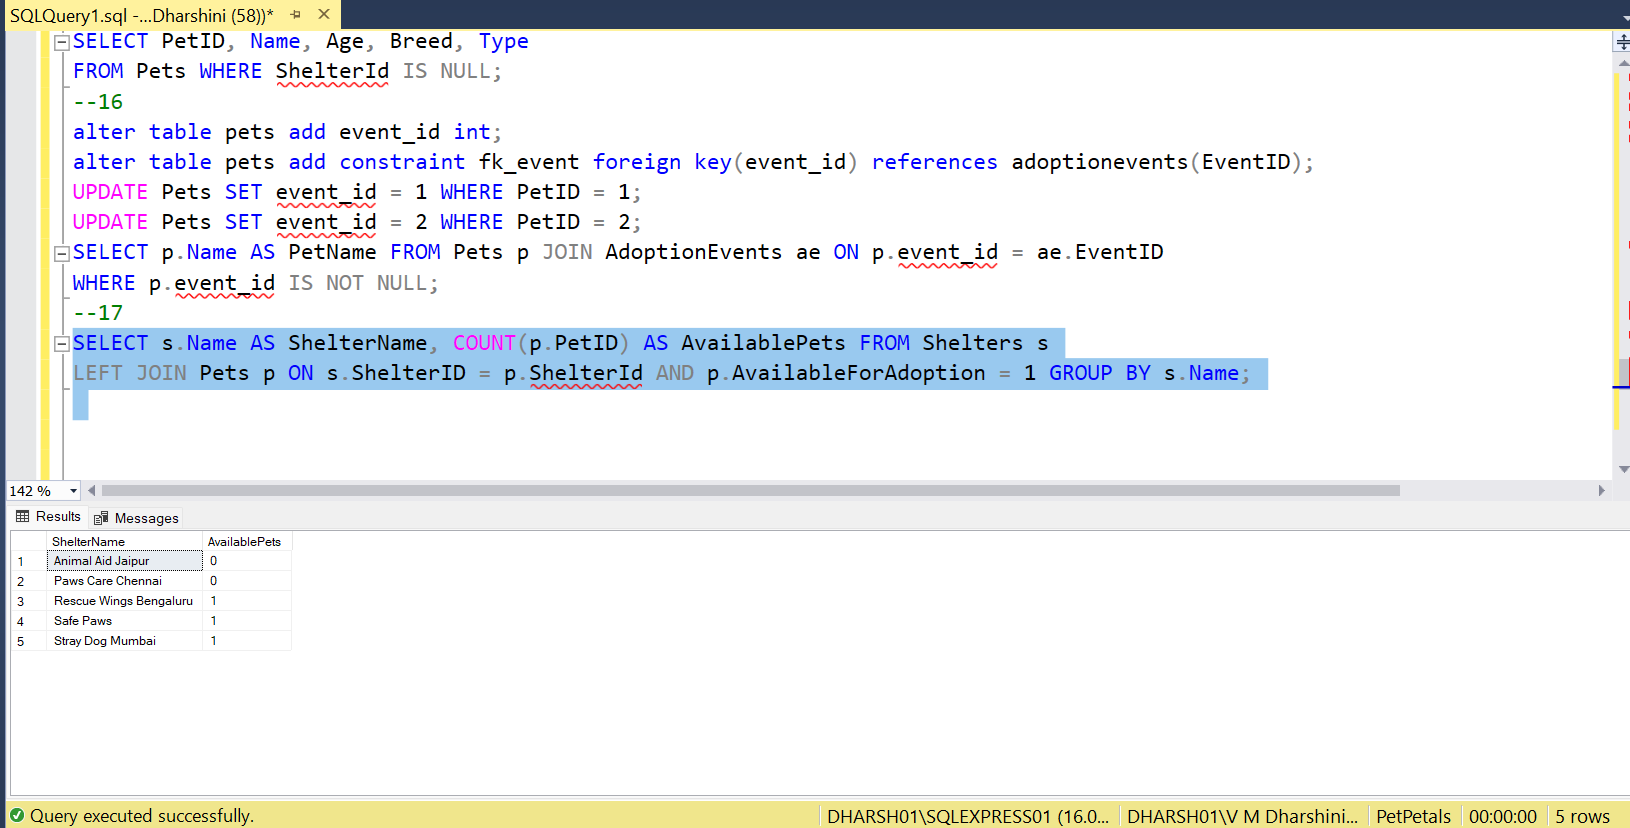 SQLQuery1.sql -...Dharshini (58))*
SELECT PetID, Name, Age, Breed, Type
FROM Pets WHERE ShelterId IS NULL;
--16
alter table pets add event_id int;
alter table pets add constraint fk_event foreign key(event_id) references adoptionevents(EventID);
UPDATE Pets SET event_id = 1 WHERE PetID = 1;
UPDATE Pets SET event_id = 2 WHERE PetID = 2;
SELECT p.Name AS PetName FROM Pets p JOIN AdoptionEvents ae ON p.event_id = ae.EventID
WHERE p.event_id IS NOT NULL;
--17
SELECT s.Name AS ShelterName, COUNT(p.PetID) AS AvailablePets FROM Shelters s
LEFT JOIN Pets p ON s.ShelterID = p.ShelterId AND p.AvailableForAdoption = 1 GROUP BY s.Name;
142 %
Results Messages
ShelterName AvailablePets
1 Animal Aid Jaipur 0
2 Paws Care Chennai 0
3 Rescue Wings Bengaluru 1
4 Safe Paws 1
5 Stray Dog Mumbai 1
Query executed successfully. DHARSH01\SQLEXPRESS01 (16.0... DHARSH01\V M Dharshini... PetPetals 00:00:00 5 rows